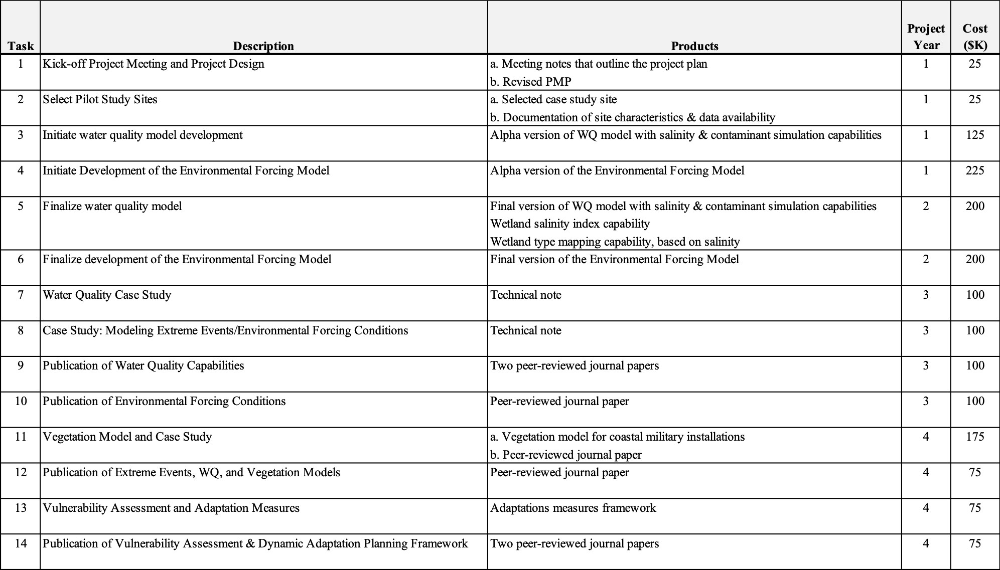 Task Description Products Project Year Cost ($K)
1 Kick-off Project Meeting and Project Design a. Meeting notes that outline the project plan 1 25
b. Revised PMP
2 Select Pilot Study Sites a. Selected case study site 1 25
b. Documentation of site characteristics & data availability
3 Initiate water quality model development Alpha version of WQ model with salinity & contaminant simulation capabilities 1 125
4 Initiate Development of the Environmental Forcing Model Alpha version of the Environmental Forcing Model 1 225
5 Finalize water quality model Final version of WQ model with salinity & contaminant simulation capabilities 2 200
Wetland salinity index capability
Wetland type mapping capability, based on salinity
6 Finalize development of the Environmental Forcing Model Final version of the Environmental Forcing Model 2 200
7 Water Quality Case Study Technical note 3 100
8 Case Study: Modeling Extreme Events/Environmental Forcing Conditions Technical note 3 100
9 Publication of Water Quality Capabilities Two peer-reviewed journal papers 3 100
10 Publication of Environmental Forcing Conditions Peer-reviewed journal paper 3 100
11 Vegetation Model and Case Study a. Vegetation model for coastal military installations 4 175
b. Peer-reviewed journal paper
12 Publication of Extreme Events, WQ, and Vegetation Models Peer-reviewed journal paper 4 75
13 Vulnerability Assessment and Adaptation Measures Adaptations measures framework 4 75
14 Publication of Vulnerability Assessment & Dynamic Adaptation Planning Framework Two peer-reviewed journal papers 4 75